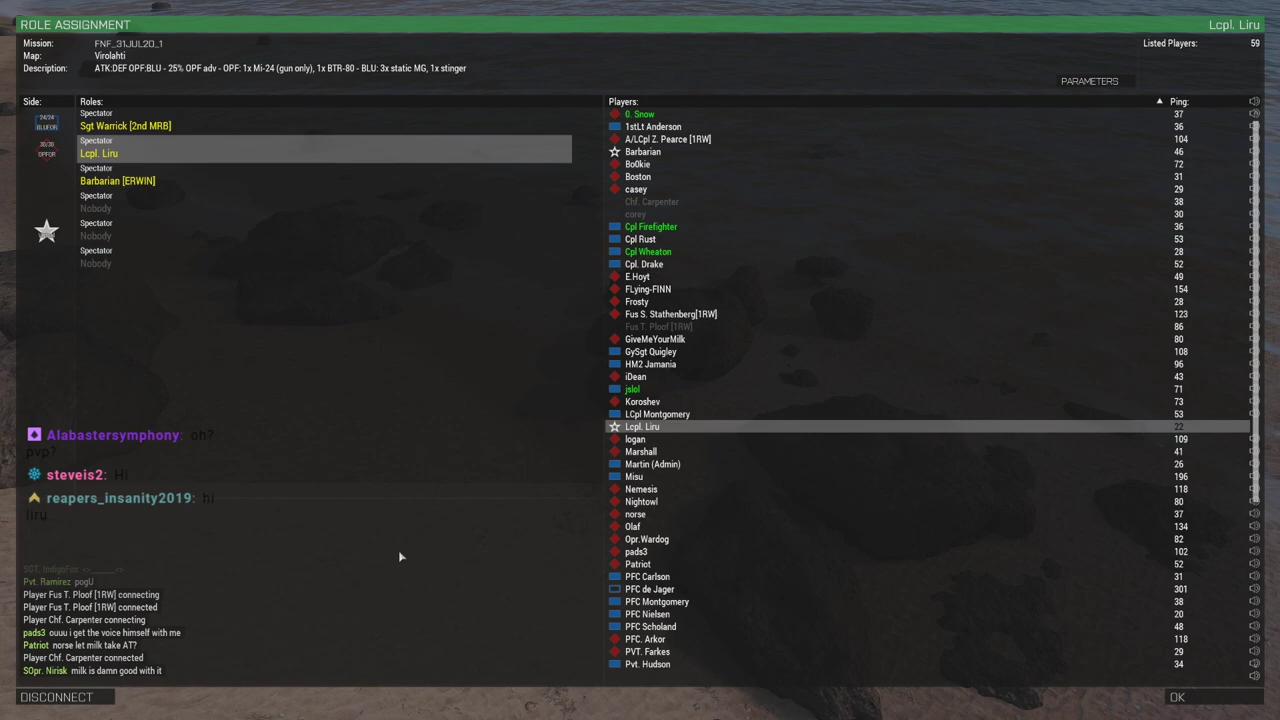 ROLE ASSIGNMENT
Lcpl. Liru
Mission: FNF_31JUL20_1
Listed Players: 59
Map: Virolahti
Description: ATK:DEF OPF:BLU - 25% OPF adv - OPF: 1x Mi-24 (gun only), 1x BTR-80 - BLU: 3x static MG, 1x stinger
PARAMETERS
Side: Roles:
24/24
BLUFOR
30/30
OPFOR
Spectator
Sgt Warrick [2nd MRB]
Spectator
Lcpl. Liru
Spectator
Barbarian [ERWIN]
Spectator
Nobody
Spectator
Nobody
Spectator
Nobody
Players: Ping:
0. Snow 37
1stLt Anderson 36
A/LCpl Z. Pearce [1RW] 104
Barbarian 46
Bo0kie 72
Boston 31
casey 29
Chf. Carpenter 38
corey 30
Cpl Firefighter 36
Cpl Rust 53
Cpl Wheaton 28
Cpl. Drake 52
E.Hoyt 49
FLying-FINN 154
Frosty 28
Fus S. Stathenberg[1RW] 123
Fus T. Ploof [1RW] 86
GiveMeYourMilk 80
GySgt Quigley 108
HM2 Jamania 96
iDean 43
jslol 71
Koroshev 73
LCpl Montgomery 53
Lcpl. Liru 22
logan 109
Marshall 41
Martin (Admin) 26
Misu 196
Nemesis 118
Nightowl 80
norse 37
Olaf 134
Opr.Wardog 82
pads3 102
Patriot 52
PFC Carlson 31
PFC de Jager 301
PFC Montgomery 38
PFC Nielsen 20
PFC Scholand 48
PFC. Arkor 118
PVT. Farkes 29
Pvt. Hudson 34
Alabastersymphony: oh?
pvp?
steveis2: Hi
reapers_insanity2019: hi
liru
SGT. IndigoFox <>_____<>
Pvt. Ramirez pogU
Player Fus T. Ploof [1RW] connecting
Player Fus T. Ploof [1RW] connected
Player Chf. Carpenter connecting
pads3 ouuu i get the voice himself with me
Patriot norse let milk take AT?
Player Chf. Carpenter connected
SOpr. Nirisk milk is damn good with it
DISCONNECT
OK